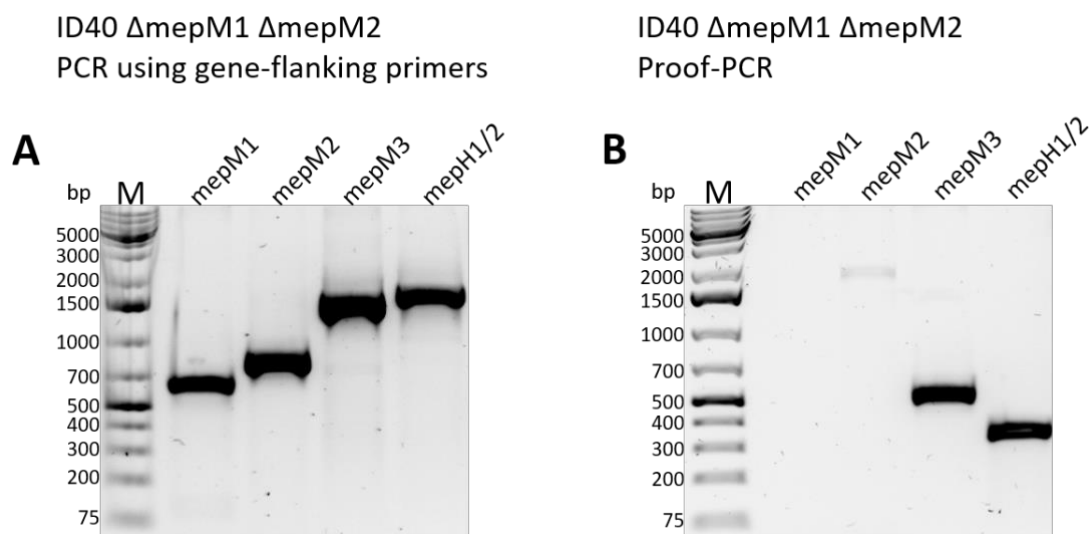 ID40 ΔmepM1 ΔmepM2
PCR using gene-flanking primers
ID40 ΔmepM1 ΔmepM2
Proof-PCR
A
bp
M
mepM1
mepM2
mepM3
mepH1/2
5000
3000
2000
1500
1000
700
500
400
300
200
75
B
bp
M
mepM1
mepM2
mepM3
mepH1/2
5000
3000
2000
1500
1000
700
500
400
300
200
75